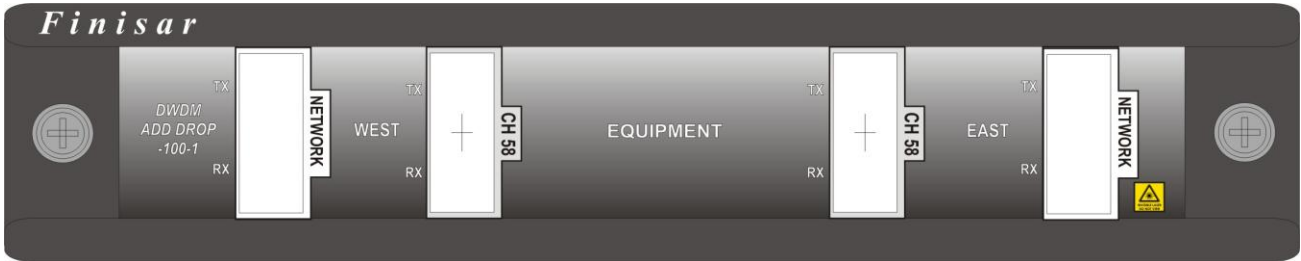 Finisar
DWDM
ADD DROP
-100-1
TX
RX
NETWORK
WEST
TX
RX
CH 58
EQUIPMENT
TX
RX
CH 58
EAST
TX
RX
NETWORK